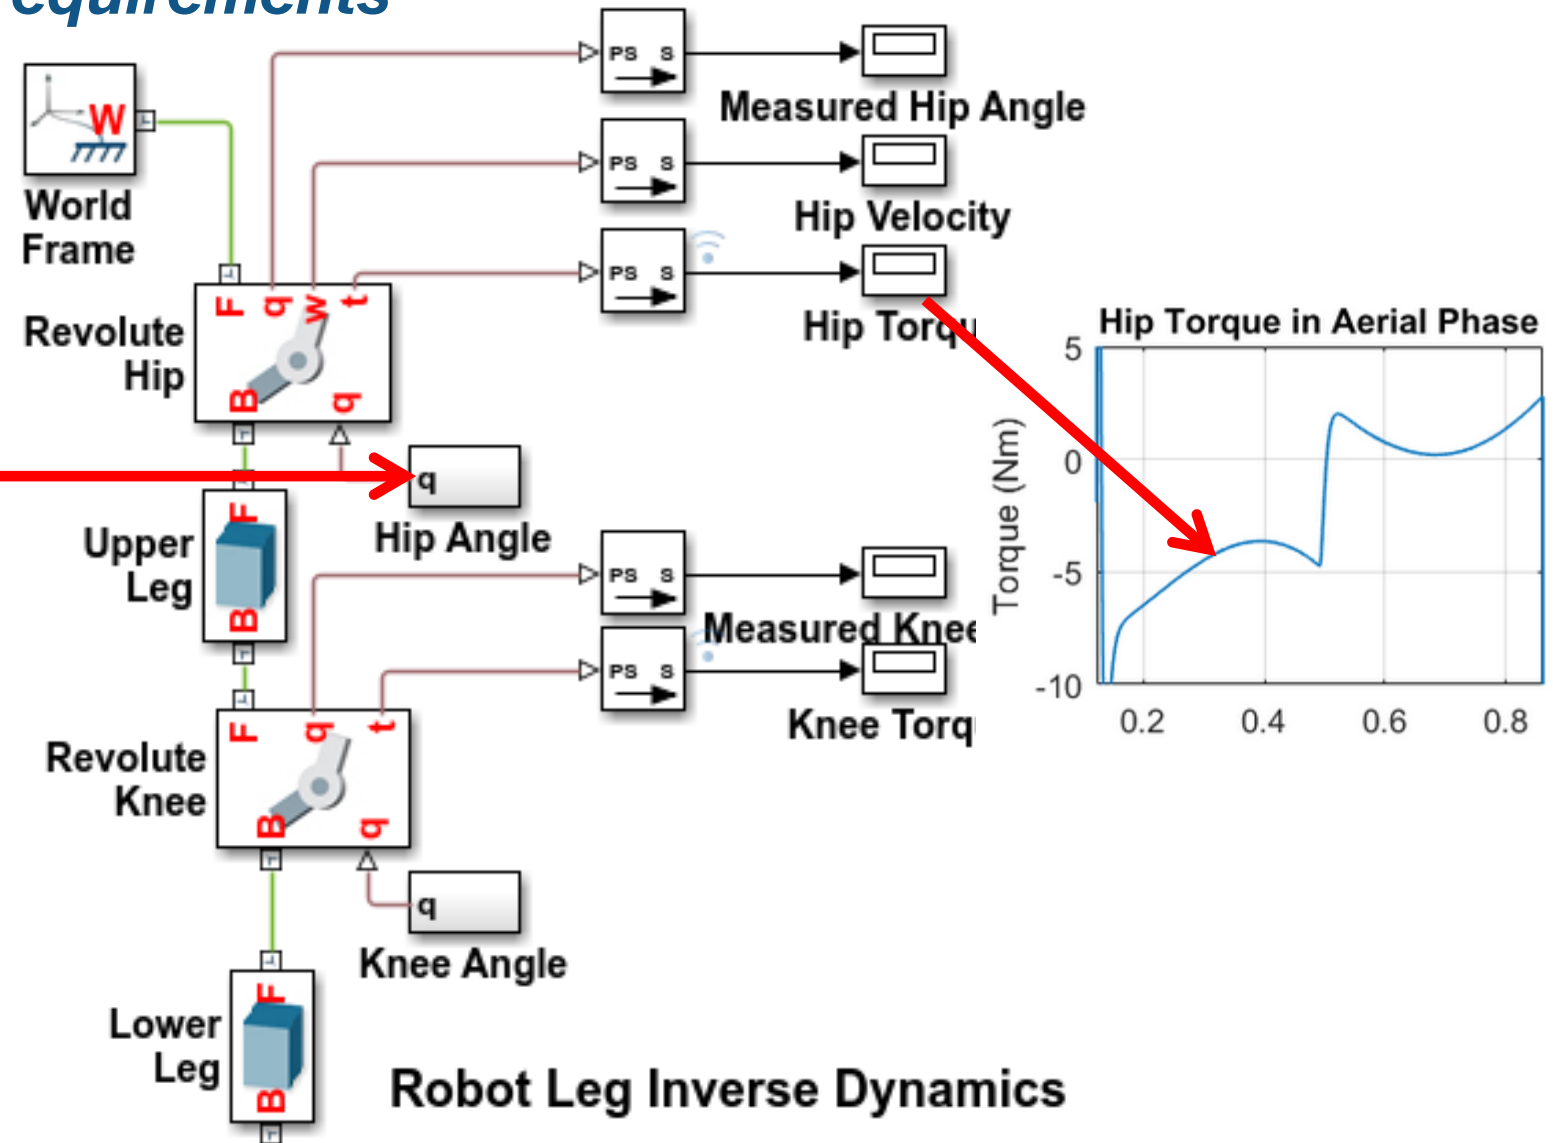 equirements
PS S
Measured Hip Angle
W
World
Frame
PS S
Hip Velocity
PS S
Hip Torqu
F q w t
Revolute
Hip
B q
q
Hip Angle
F
Upper
Leg
B
PS S
Measured Knee
PS S
Knee Torq
F q t
Revolute
Knee
B q
q
Knee Angle
F
Lower
Leg
B
Robot Leg Inverse Dynamics
Hip Torque in Aerial Phase
Torque (Nm)
5
0
-5
-10
0.2 0.4 0.6 0.8